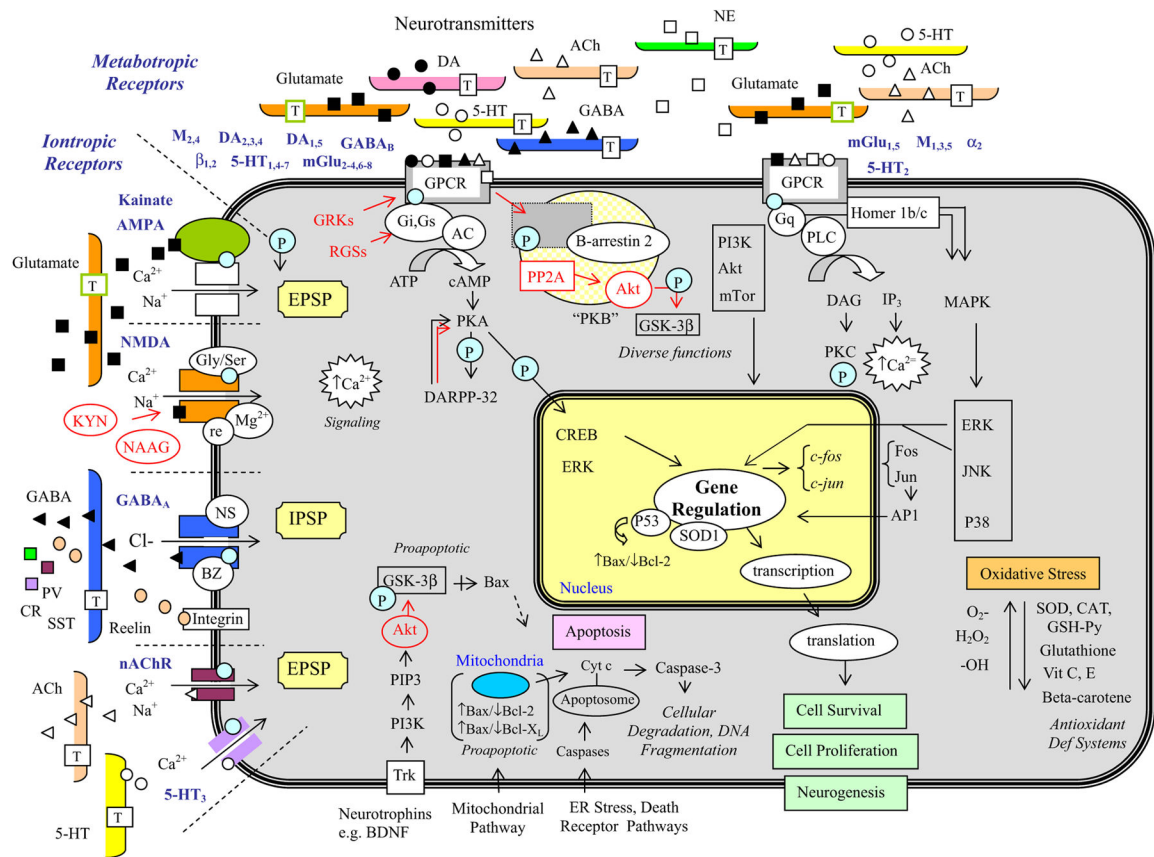 Neurotransmitters
NE
5-HT
Metabotropic
Receptors
DA
ACh
Glutamate
T
T
T
T
5-HT
T
GABA
T
Glutamate
T
ACh
T
T
Iontropic
Receptors
M2,4 DA2,3,4 DA1,5 GABAB
β1,2 5-HT1,4-7 mGlu2-4,6-8
mGlu1,5 M1,3,5 α2
5-HT2
Kainate
AMPA
Glutamate
T
Ca2+
Na+
P
EPSP
GRKs
RGSs
GPCR
Gi,Gs
AC
ATP
cAMP
PKA
P
P
DARPP-32
P
B-arrestin 2
PP2A
Akt
P
"PKB"
GSK-3β
Diverse functions
PI3K
Akt
mTor
GPCR
Gq
PLC
Homer 1b/c
DAG
IP3
MAPK
PKC
P
↑Ca2=
NMDA
Gly/Ser
Ca2+
Na+
Mg2+
re
KYN
NAAG
↑Ca2+
Signaling
CREB
ERK
Gene
Regulation
P53
SOD1
↑Bax/↓Bcl-2
c-fos
c-jun
Fos
Jun
AP1
transcription
Nucleus
ERK
JNK
P38
GABAA
GABA
NS
Cl-
BZ
IPSP
PV
CR
SST
T
Reelin
Integrin
Proapoptotic
GSK-3β
P
Bax
Akt
PIP3
PI3K
Trk
Neurotrophins
e.g. BDNF
Apoptosis
Mitochondria
↑Bax/↓Bcl-2
↑Bax/↓Bcl-XL
Proapoptotic
Mitochondrial
Pathway
Cyt c
Caspase-3
Apoptosome
Caspases
Cellular
Degradation, DNA
Fragmentation
ER Stress, Death
Receptor Pathways
translation
Cell Survival
Cell Proliferation
Neurogenesis
Oxidative Stress
O2-
H2O2
-OH
SOD, CAT,
GSH-Py
Glutathione
Vit C, E
Beta-carotene
Antioxidant
Def Systems
nAChR
ACh
T
Ca2+
Na+
EPSP
Ca2+
5-HT3
T
5-HT